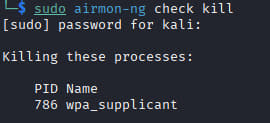 └─$ sudo airmon-ng check kill
[sudo] password for kali:
Killing these processes:
PID Name
786 wpa_supplicant